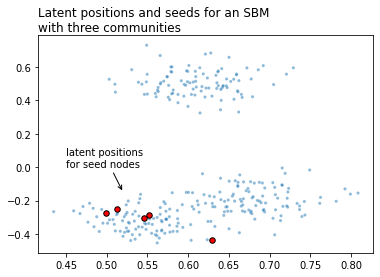 Latent positions and seeds for an SBM
with three communities
0.6
0.4
0.2
latent positions
for seed nodes
0.0
−0.2
−0.4
0.45 0.50 0.55 0.60 0.65 0.70 0.75 0.80